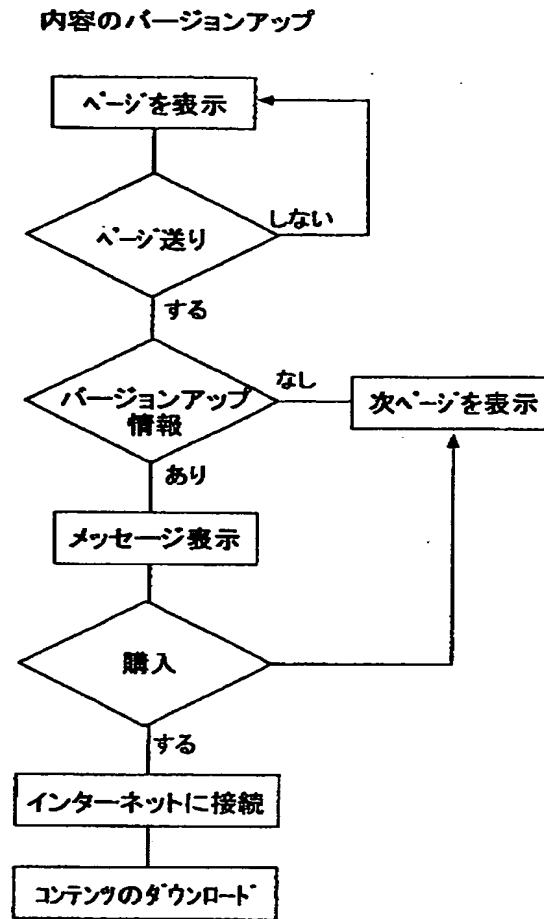 内容のバージョンアップ
ページを表示
しない
ページ送り
する
バージョンアップ
情報
なし
次ページを表示
あり
メッセージ表示
購入
する
インターネットに接続
コンテンツのダウンロード